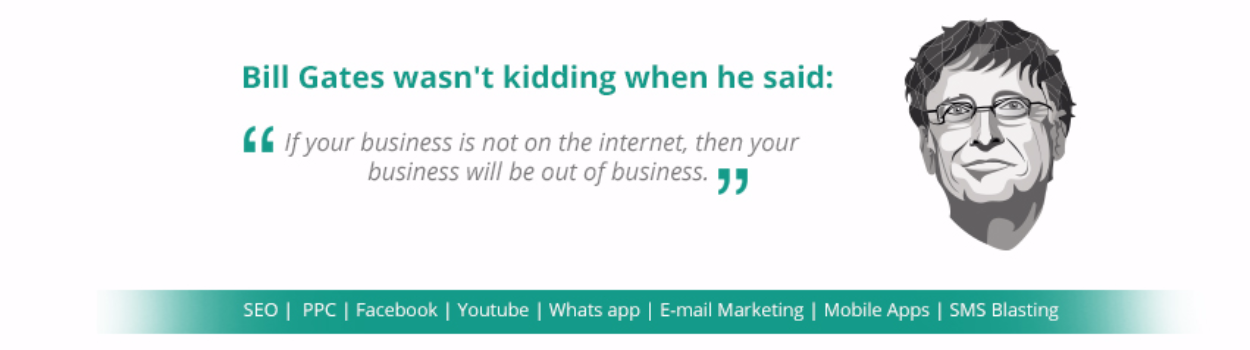 Bill Gates wasn't kidding when he said:
“ If your business is not on the internet, then your
business will be out of business. ”
SEO | PPC | Facebook | Youtube | Whats app | E-mail Marketing | Mobile Apps | SMS Blasting